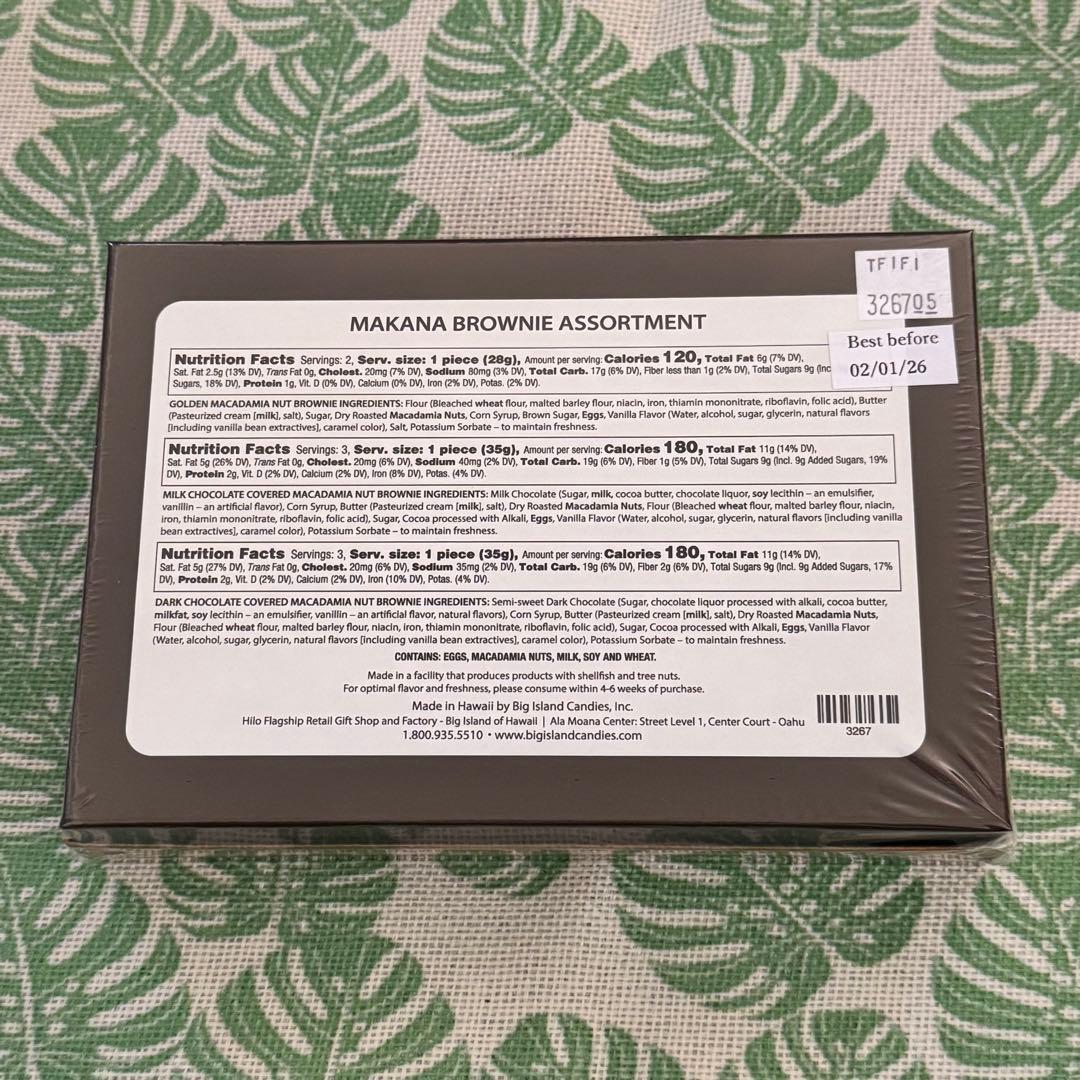 TFIFI
326705
Best before
02/01/26
MAKANA BROWNIE ASSORTMENT
Nutrition Facts Servings: 2, Serv. size: 1 piece (28g), Amount per serving: Calories 120, Total Fat 6g (7% DV),
Sat. Fat 2.5g (13% DV), Trans Fat 0g, Cholest. 20mg (7% DV), Sodium 80mg (3% DV), Total Carb. 17g (6% DV), Fiber less than 1g (2% DV), Total Sugars 9g (Inc
Sugars, 18% DV), Protein 1g, Vit. D (0% DV), Calcium (0% DV), Iron (2% DV), Potas. (2% DV).
GOLDEN MACADAMIA NUT BROWNIE INGREDIENTS: Flour (Bleached wheat flour, malted barley flour, niacin, iron, thiamin mononitrate, riboflavin, folic acid), Butter
(Pasteurized cream [milk], salt), Sugar, Dry Roasted Macadamia Nuts, Corn Syrup, Brown Sugar, Eggs, Vanilla Flavor (Water, alcohol, sugar, glycerin, natural flavors
[including vanilla bean extractives], caramel color), Salt, Potassium Sorbate – to maintain freshness.
Nutrition Facts Servings: 3, Serv. size: 1 piece (35g), Amount per serving: Calories 180, Total Fat 11g (14% DV),
Sat. Fat 5g (26% DV), Trans Fat 0g, Cholest. 20mg (6% DV), Sodium 40mg (2% DV), Total Carb. 19g (6% DV), Fiber 1g (5% DV), Total Sugars 9g (Incl. 9g Added Sugars, 19%
DV), Protein 2g, Vit. D (2% DV), Calcium (2% DV), Iron (8% DV), Potas. (4% DV).
MILK CHOCOLATE COVERED MACADAMIA NUT BROWNIE INGREDIENTS: Milk Chocolate (Sugar, milk, cocoa butter, chocolate liquor, soy lecithin – an emulsifier,
vanillin – an artificial flavor), Corn Syrup, Butter (Pasteurized cream [milk], salt), Dry Roasted Macadamia Nuts, Flour (Bleached wheat flour, malted barley flour, niacin,
iron, thiamin mononitrate, riboflavin, folic acid), Sugar, Cocoa processed with Alkali, Eggs, Vanilla Flavor (Water, alcohol, sugar, glycerin, natural flavors [including vanilla
bean extractives], caramel color), Potassium Sorbate – to maintain freshness.
Nutrition Facts Servings: 3, Serv. size: 1 piece (35g), Amount per serving: Calories 180, Total Fat 11g (14% DV),
Sat. Fat 5g (27% DV), Trans Fat 0g, Cholest. 20mg (6% DV), Sodium 35mg (2% DV), Total Carb. 19g (6% DV), Fiber 2g (6% DV), Total Sugars 9g (Incl. 9g Added Sugars, 17%
DV), Protein 2g, Vit. D (2% DV), Calcium (2% DV), Iron (10% DV), Potas. (4% DV).
DARK CHOCOLATE COVERED MACADAMIA NUT BROWNIE INGREDIENTS: Semi-sweet Dark Chocolate (Sugar, chocolate liquor processed with alkali, cocoa butter,
milkfat, soy lecithin – an emulsifier, vanillin – an artificial flavor, natural flavors), Corn Syrup, Butter (Pasteurized cream [milk], salt), Dry Roasted Macadamia Nuts,
Flour (Bleached wheat flour, malted barley flour, niacin, iron, thiamin mononitrate, riboflavin, folic acid), Sugar, Cocoa processed with Alkali, Eggs, Vanilla Flavor
(Water, alcohol, sugar, glycerin, natural flavors [including vanilla bean extractives], caramel color), Potassium Sorbate – to maintain freshness.
CONTAINS: EGGS, MACADAMIA NUTS, MILK, SOY AND WHEAT.
Made in a facility that produces products with shellfish and tree nuts.
For optimal flavor and freshness, please consume within 4-6 weeks of purchase.
Made in Hawaii by Big Island Candies, Inc.
Hilo Flagship Retail Gift Shop and Factory - Big Island of Hawaii | Ala Moana Center: Street Level 1, Center Court - Oahu
1.800.935.5510 • www.bigislandcandies.com
3267